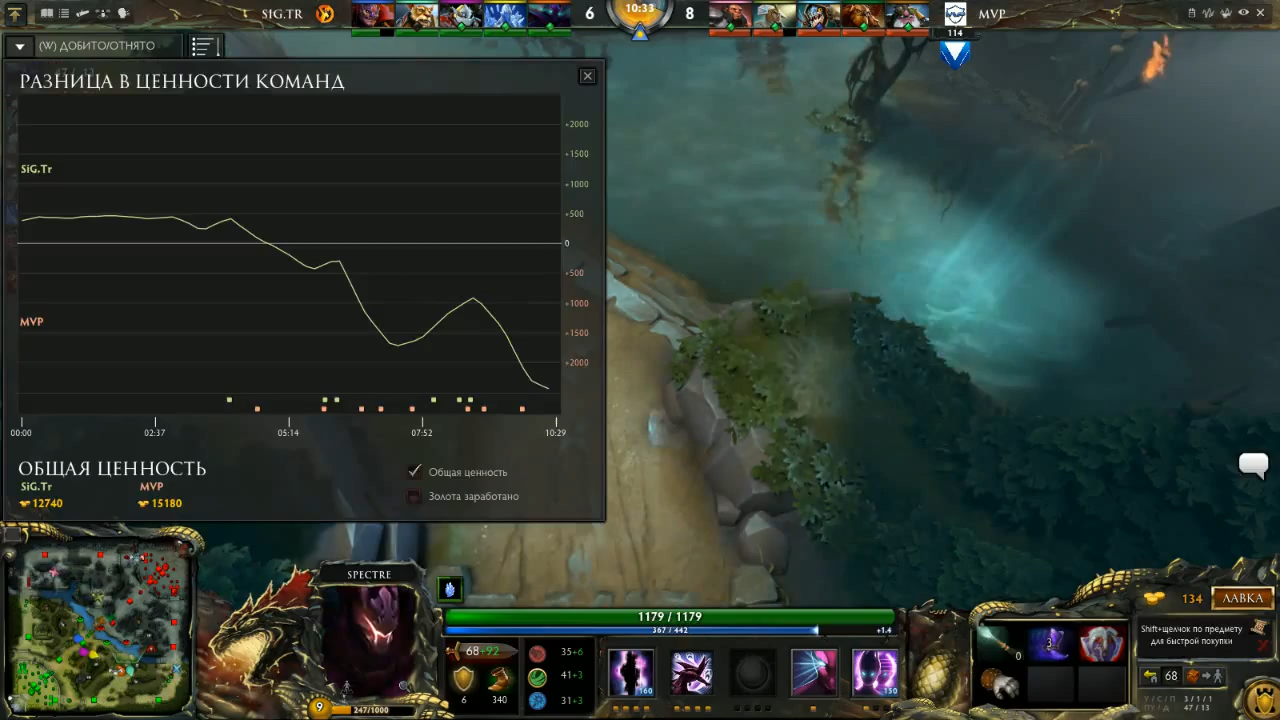 SIG.TR 6 10:33 8 MVP
114
(W) ДОБИТО/ОТНЯТО
РАЗНИЦА В ЦЕННОСТИ КОМАНД
+2000
+1500
SiG.Tr
+1000
+500
0
+500
+1000
MVP
+1500
+2000
00:00 02:37 05:14 07:52 10:29
ОБЩАЯ ЦЕННОСТЬ
SiG.Tr MVP
12740 15180
Общая ценность
Золота заработано
SPECTRE
1179 / 1179
367 / 442 +1.4
68+92
6 340
35+6
41+3
31+3
160 150
9 247/1000
0 3
134 ЛАВКА
Shift+щелчок по предмету
для быстрой покупки
68
У / С / П 3 / 1 / 1
47 / 13